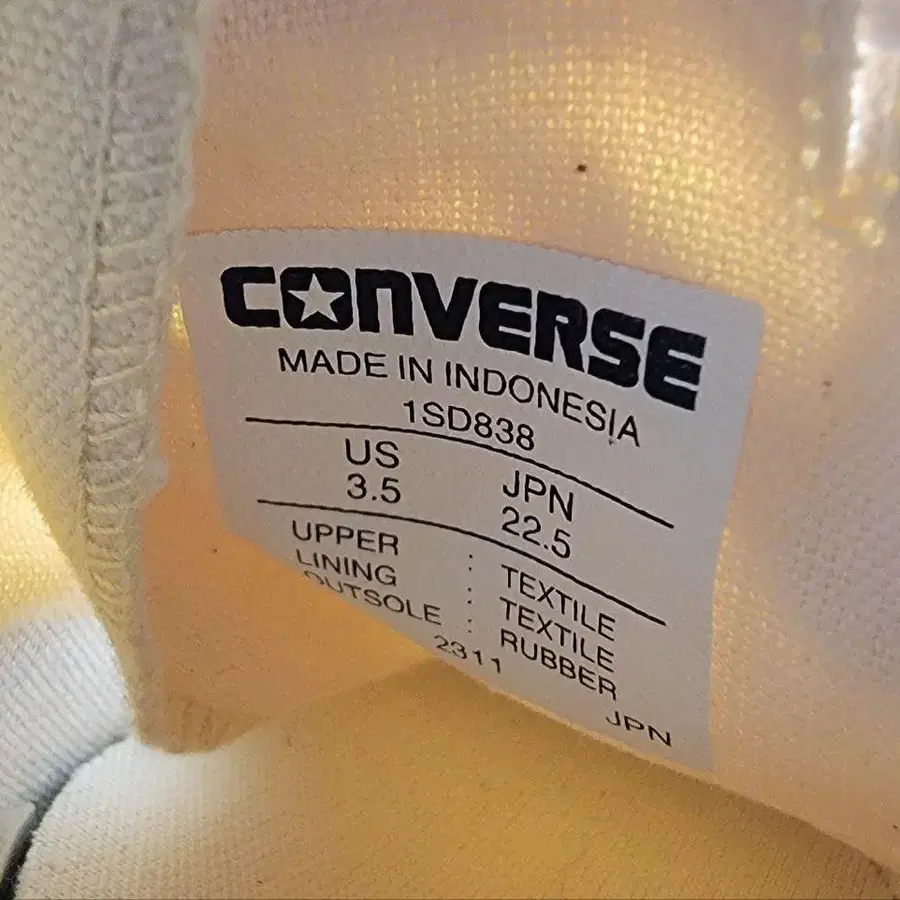 CONVERSE
MADE IN INDONESIA
1SD838
US JPN
3.5 22.5
UPPER : TEXTILE
LINING : TEXTILE
OUTSOLE : RUBBER
2311
JPN